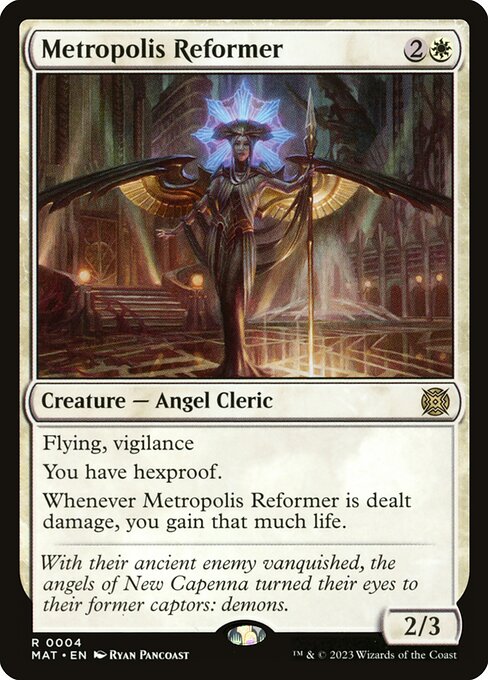 Metropolis Reformer 2
Creature — Angel Cleric
Flying, vigilance
You have hexproof.
Whenever Metropolis Reformer is dealt
damage, you gain that much life.
With their ancient enemy vanquished, the
angels of New Capenna turned their eyes to
their former captors: demons.
2/3
R 0004
MAT • EN Ryan Pancoast
™ & © 2023 Wizards of the Coast